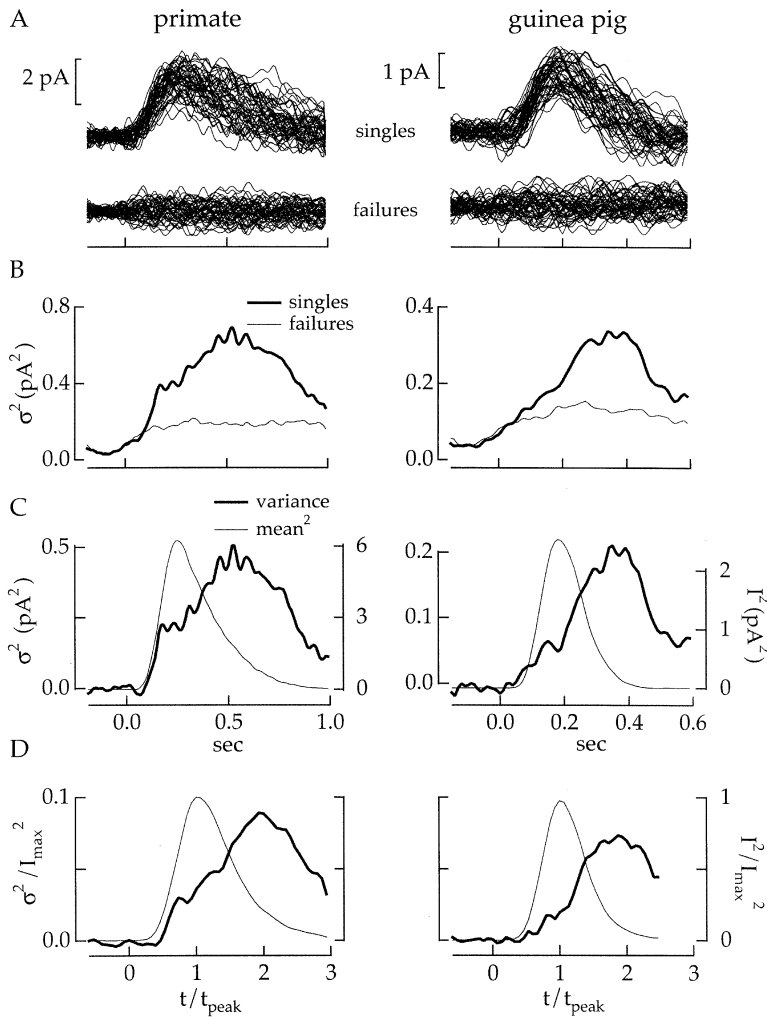 A
primate
guinea pig
2 pA
1 pA
singles
failures
B
singles
failures
0.8
0.4
0.0
σ² (pA²)
0.4
0.2
0.0
C
variance
mean²
0.5
0.0
σ² (pA²)
6
3
0
0.2
0.1
0.0
2
1
0
I² (pA²)
0.0 0.5 1.0
sec
0.0 0.2 0.4 0.6
sec
D
0.1
0.0
σ² / I_max²
1
0
I² / I_max²
0 1 2 3
t/t_peak
0 1 2 3
t/t_peak